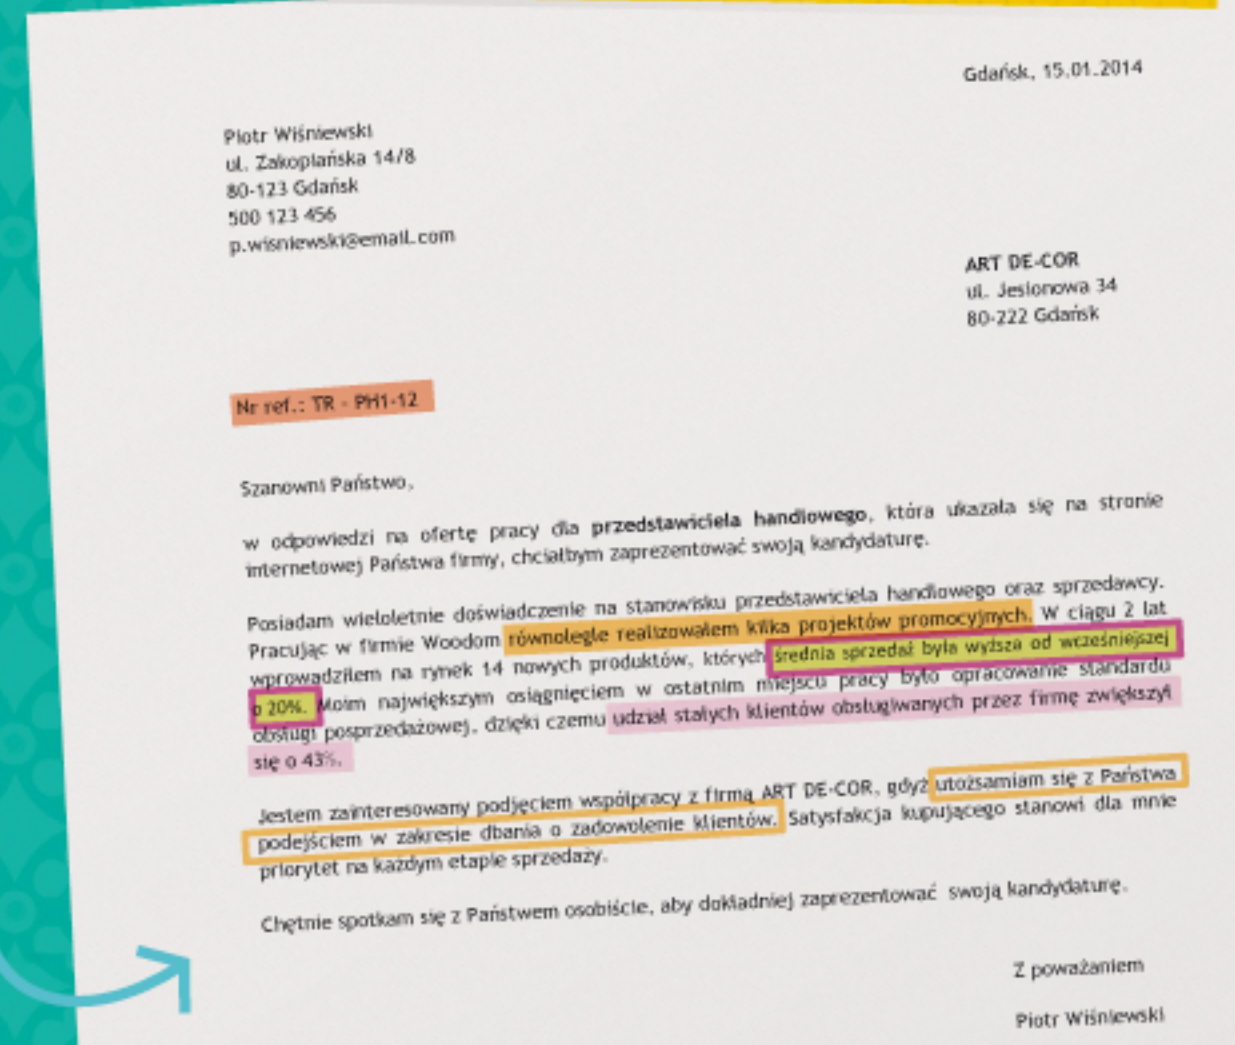 Gdańsk, 15.01.2014
Piotr Wiśniewski
ul. Zakopiańska 14/8
80-123 Gdańsk
500 123 456
p.wisniewski@email.com
ART DE-COR
ul. Jesionowa 34
80-222 Gdańsk
Nr ref.: TR - PH1-12
Szanowni Państwo,
w odpowiedzi na ofertę pracy dla przedstawiciela handlowego, która ukazała się na stronie
internetowej Państwa firmy, chciałbym zaprezentować swoją kandydaturę.
Posiadam wieloletnie doświadczenie na stanowisku przedstawiciela handlowego oraz sprzedawcy.
Pracując w firmie Woodom równolegle realizowałem kilka projektów promocyjnych. W ciągu 2 lat
wprowadziłem na rynek 14 nowych produktów, których średnia sprzedaż była wyższa od wcześniejszej
o 20%. Moim największym osiągnięciem w ostatnim miejscu pracy było opracowanie standardu
obsługi posprzedażowej, dzięki czemu udział stałych klientów obsługiwanych przez firmę zwiększył
się o 43%.
Jestem zainteresowany podjęciem współpracy z firmą ART DE-COR, gdyż utożsamiam się z Państwa
podejściem w zakresie dbania o zadowolenie klientów. Satysfakcja kupującego stanowi dla mnie
priorytet na każdym etapie sprzedaży.
Chętnie spotkam się z Państwem osobiście, aby dokładniej zaprezentować swoją kandydaturę.
Z poważaniem
Piotr Wiśniewski